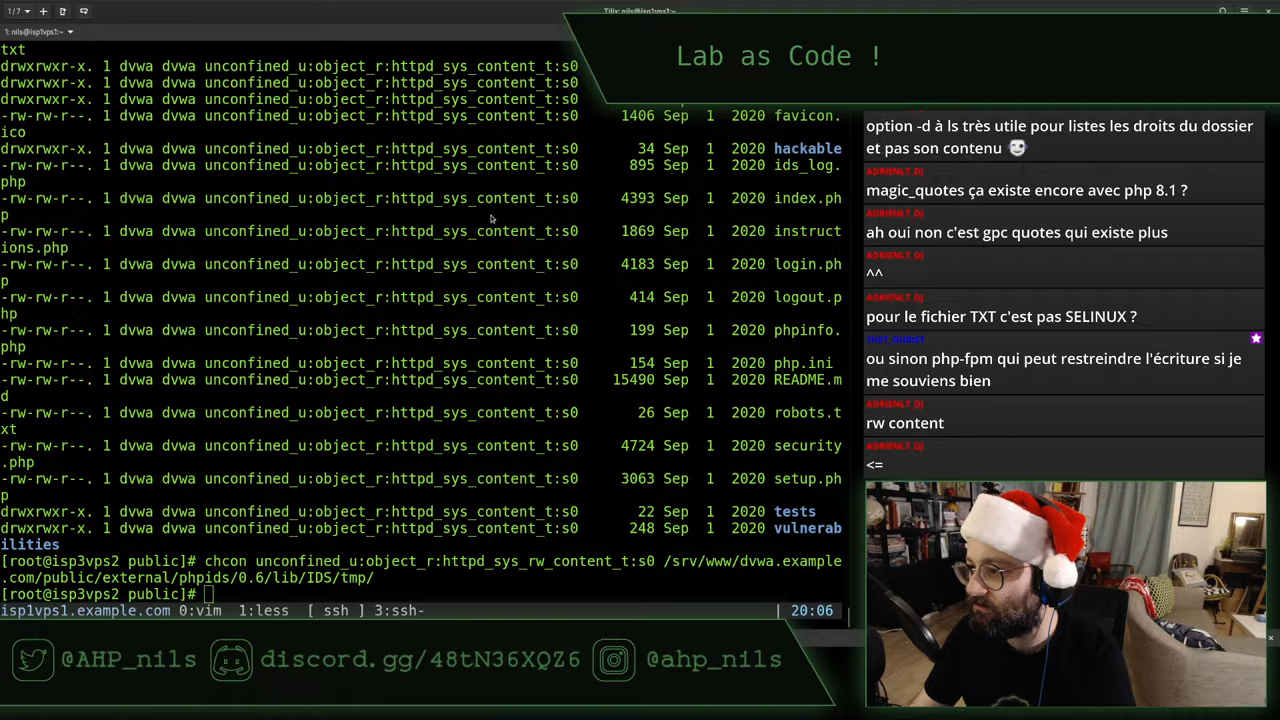 1/7
Tilix: nils@isp1vps1:~
1: nils@isp1vps1:~
Lab as Code !
txt
drwxrwxr-x. 1 dvwa dvwa unconfined_u:object_r:httpd_sys_content_t:s0
drwxrwxr-x. 1 dvwa dvwa unconfined_u:object_r:httpd_sys_content_t:s0
drwxrwxr-x. 1 dvwa dvwa unconfined_u:object_r:httpd_sys_content_t:s0
-rw-rw-r--. 1 dvwa dvwa unconfined_u:object_r:httpd_sys_content_t:s0 1406 Sep 1 2020 favicon.
ico
drwxrwxr-x. 1 dvwa dvwa unconfined_u:object_r:httpd_sys_content_t:s0 34 Sep 1 2020 hackable
-rw-rw-r--. 1 dvwa dvwa unconfined_u:object_r:httpd_sys_content_t:s0 895 Sep 1 2020 ids_log.
php
-rw-rw-r--. 1 dvwa dvwa unconfined_u:object_r:httpd_sys_content_t:s0 4393 Sep 1 2020 index.ph
p
-rw-rw-r--. 1 dvwa dvwa unconfined_u:object_r:httpd_sys_content_t:s0 1869 Sep 1 2020 instruct
ions.php
-rw-rw-r--. 1 dvwa dvwa unconfined_u:object_r:httpd_sys_content_t:s0 4183 Sep 1 2020 login.ph
p
-rw-rw-r--. 1 dvwa dvwa unconfined_u:object_r:httpd_sys_content_t:s0 414 Sep 1 2020 logout.p
hp
-rw-rw-r--. 1 dvwa dvwa unconfined_u:object_r:httpd_sys_content_t:s0 199 Sep 1 2020 phpinfo.
php
-rw-rw-r--. 1 dvwa dvwa unconfined_u:object_r:httpd_sys_content_t:s0 154 Sep 1 2020 php.ini
-rw-rw-r--. 1 dvwa dvwa unconfined_u:object_r:httpd_sys_content_t:s0 15490 Sep 1 2020 README.m
d
-rw-rw-r--. 1 dvwa dvwa unconfined_u:object_r:httpd_sys_content_t:s0 26 Sep 1 2020 robots.t
xt
-rw-rw-r--. 1 dvwa dvwa unconfined_u:object_r:httpd_sys_content_t:s0 4724 Sep 1 2020 security
.php
-rw-rw-r--. 1 dvwa dvwa unconfined_u:object_r:httpd_sys_content_t:s0 3063 Sep 1 2020 setup.ph
p
drwxrwxr-x. 1 dvwa dvwa unconfined_u:object_r:httpd_sys_content_t:s0 22 Sep 1 2020 tests
drwxrwxr-x. 1 dvwa dvwa unconfined_u:object_r:httpd_sys_content_t:s0 248 Sep 1 2020 vulnerab
ilities
[root@isp3vps2 public]# chcon unconfined_u:object_r:httpd_sys_rw_content_t:s0 /srv/www/dvwa.example
.com/public/external/phpids/0.6/lib/IDS/tmp/
[root@isp3vps2 public]#
isp1vps1.example.com 0:vim 1:less [ ssh ] 3:ssh- | 20:06
option -d à ls très utile pour listes les droits du dossier
et pas son contenu
ADRIENLT_DJ
magic_quotes ça existe encore avec php 8.1 ?
ADRIENLT_DJ
ah oui non c'est gpc quotes qui existe plus
ADRIENLT_DJ
^^
ADRIENLT_DJ
pour le fichier TXT c'est pas SELINUX ?
ou sinon php-fpm qui peut restreindre l'écriture si je
me souviens bien
ADRIENLT_DJ
rw content
ADRIENLT_DJ
<=
@AHP_nils discord.gg/48tN36XQZ6 @ahp_nils